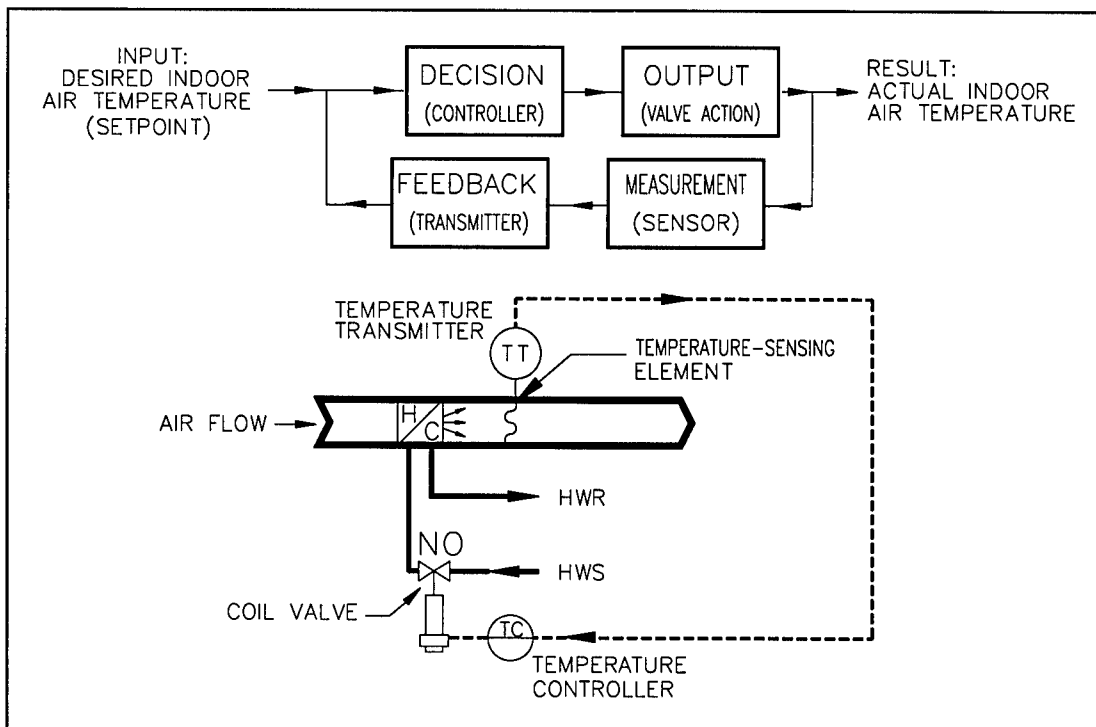 INPUT:
DESIRED INDOOR
AIR TEMPERATURE
(SETPOINT)
DECISION
(CONTROLLER)
OUTPUT
(VALVE ACTION)
RESULT:
ACTUAL INDOOR
AIR TEMPERATURE
FEEDBACK
(TRANSMITTER)
MEASUREMENT
(SENSOR)
TEMPERATURE
TRANSMITTER
TT
TEMPERATURE-SENSING
ELEMENT
AIR FLOW
H
C
HWR
NO
HWS
COIL VALVE
TC
TEMPERATURE
CONTROLLER